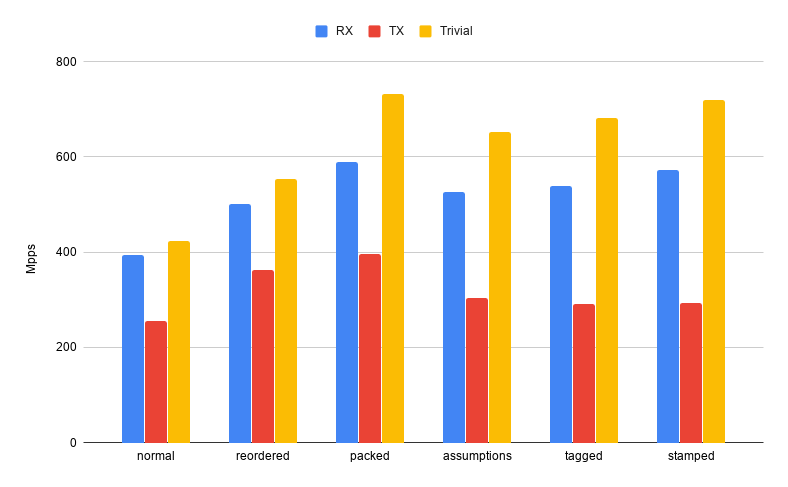 RX TX Trivial
800
600
400
200
0
Mpps
normal reordered packed assumptions tagged stamped